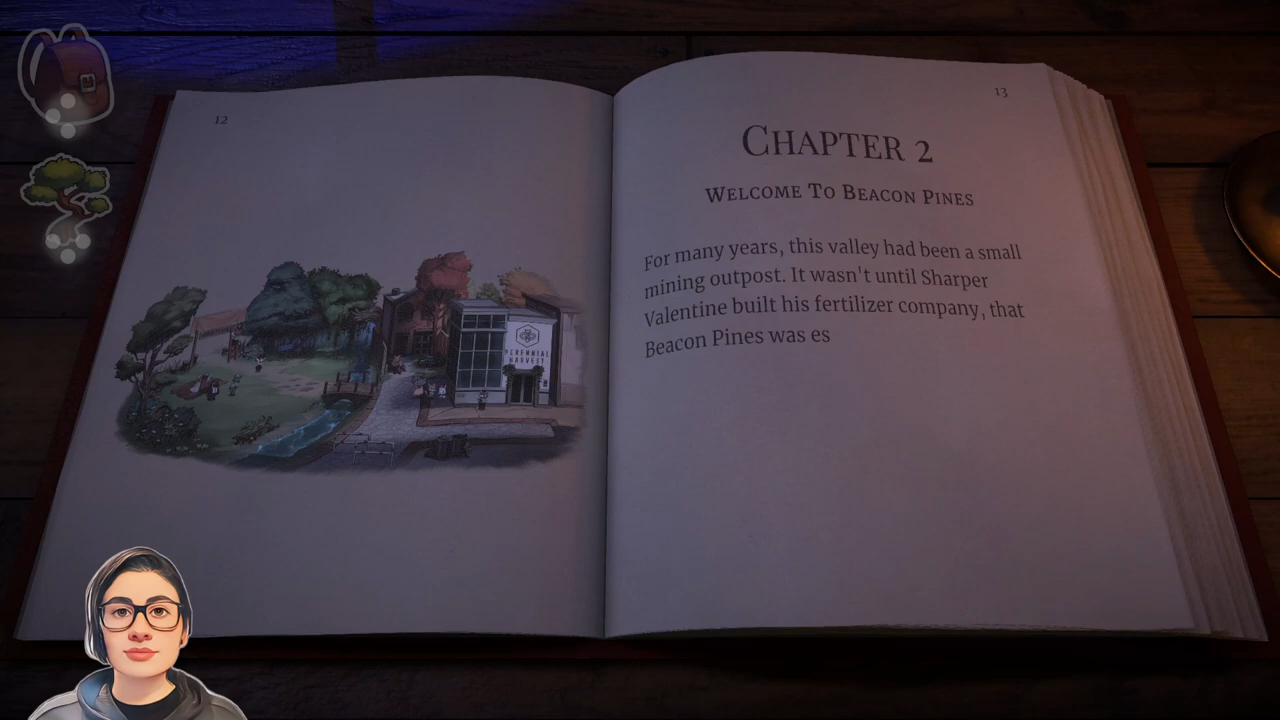 12
PERENNIAL
HARVEST
13
CHAPTER 2
WELCOME TO BEACON PINES
For many years, this valley had been a small
mining outpost. It wasn't until Sharper
Valentine built his fertilizer company, that
Beacon Pines was es